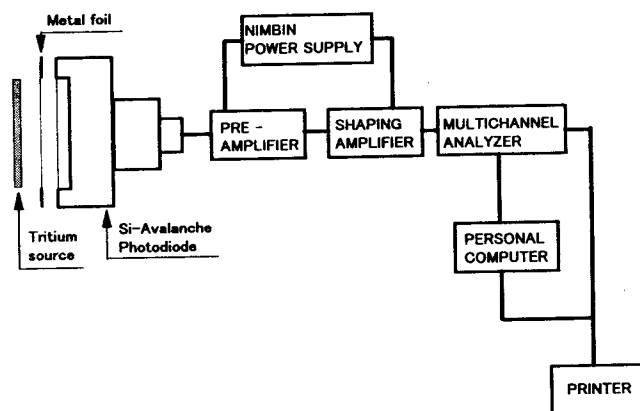 Metal foil
NIMBIN
POWER SUPPLY
PRE -
AMPLIFIER
SHAPING
AMPLIFIER
MULTICHANNEL
ANALYZER
Tritium
source
Si-Avalanche
Photodiode
PERSONAL
COMPUTER
PRINTER